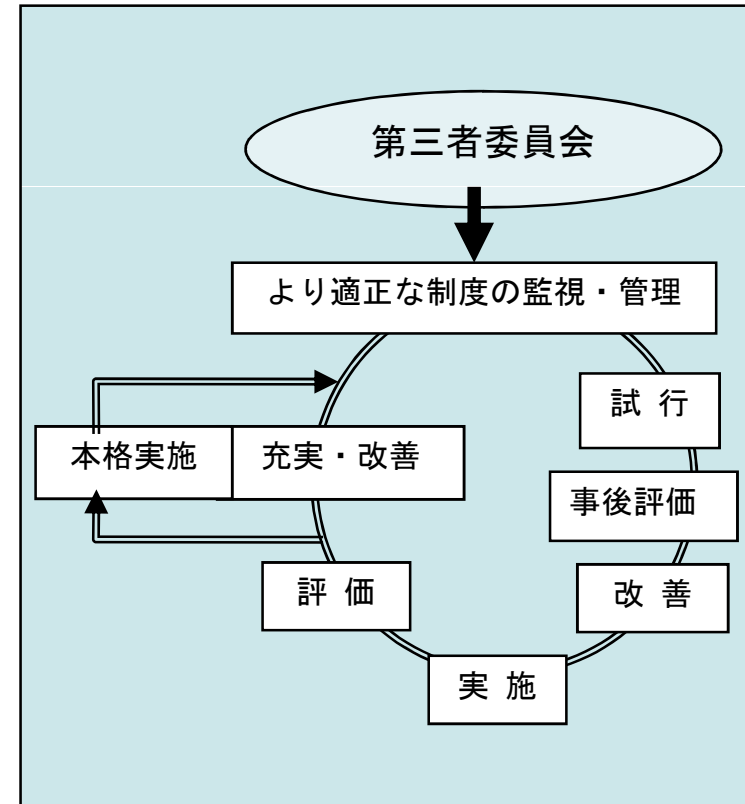 第三者委員会
より適正な制度の監視・管理
試 行
本格実施
充実・改善
事後評価
評 価
改 善
実 施